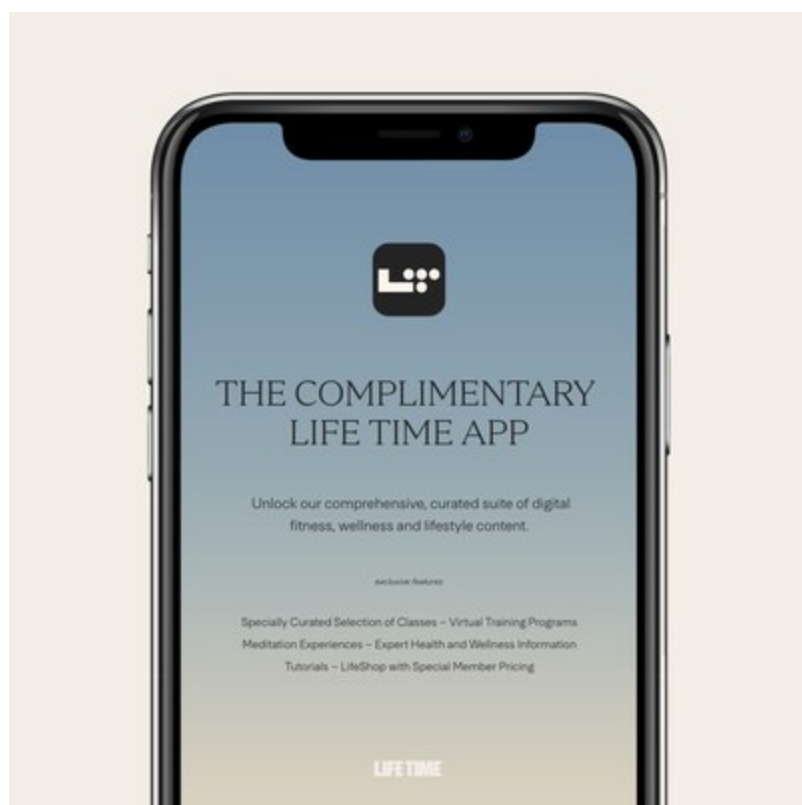 THE COMPLIMENTARY
LIFE TIME APP
Unlock our comprehensive, curated suite of digital
fitness, wellness and lifestyle content.
exclusive features
Specially Curated Selection of Classes – Virtual Training Programs
Meditation Experiences – Expert Health and Wellness Information
Tutorials – LifeShop with Special Member Pricing
LIFE TIME